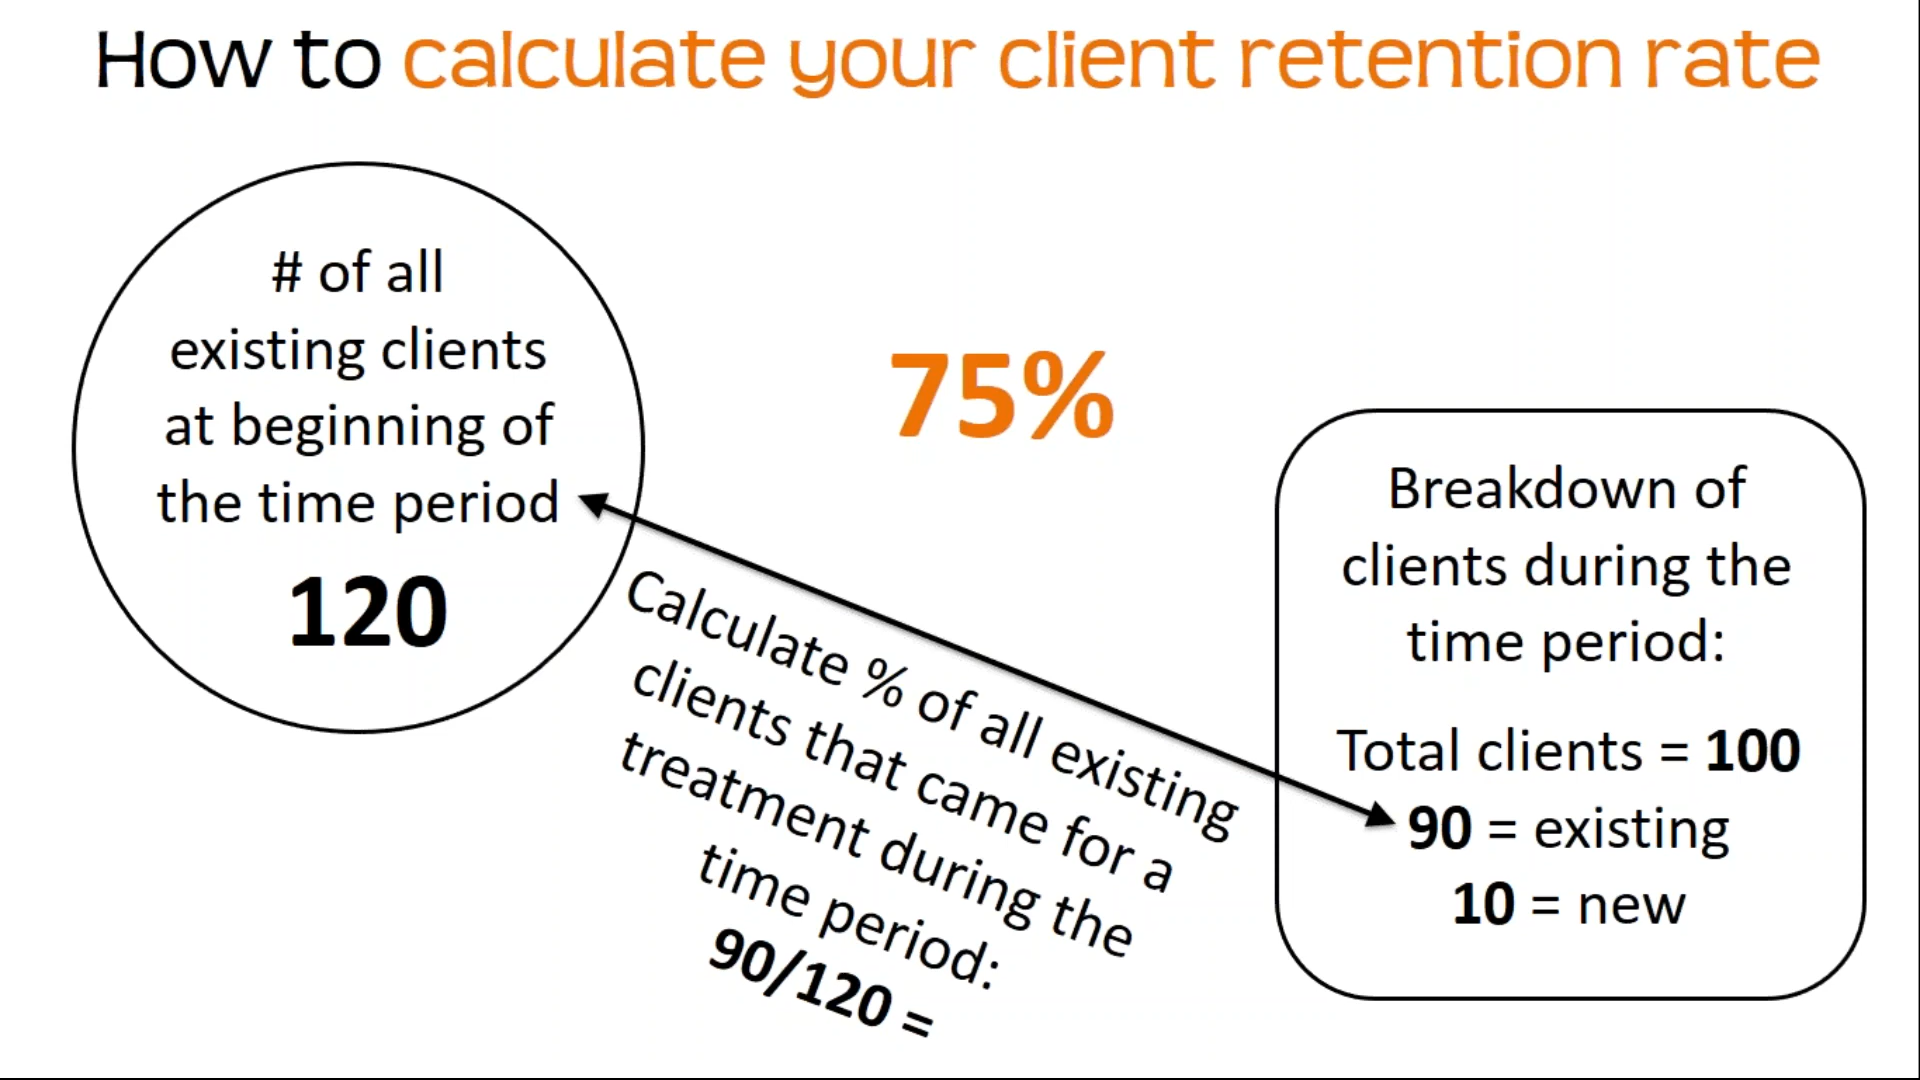 How to calculate your client retention rate
# of all
existing clients
at beginning of
the time period
120
75%
Calculate % of all existing
clients that came for a
treatment during the
time period:
90/120 =
Breakdown of
clients during the
time period:
Total clients = 100
90 = existing
10 = new